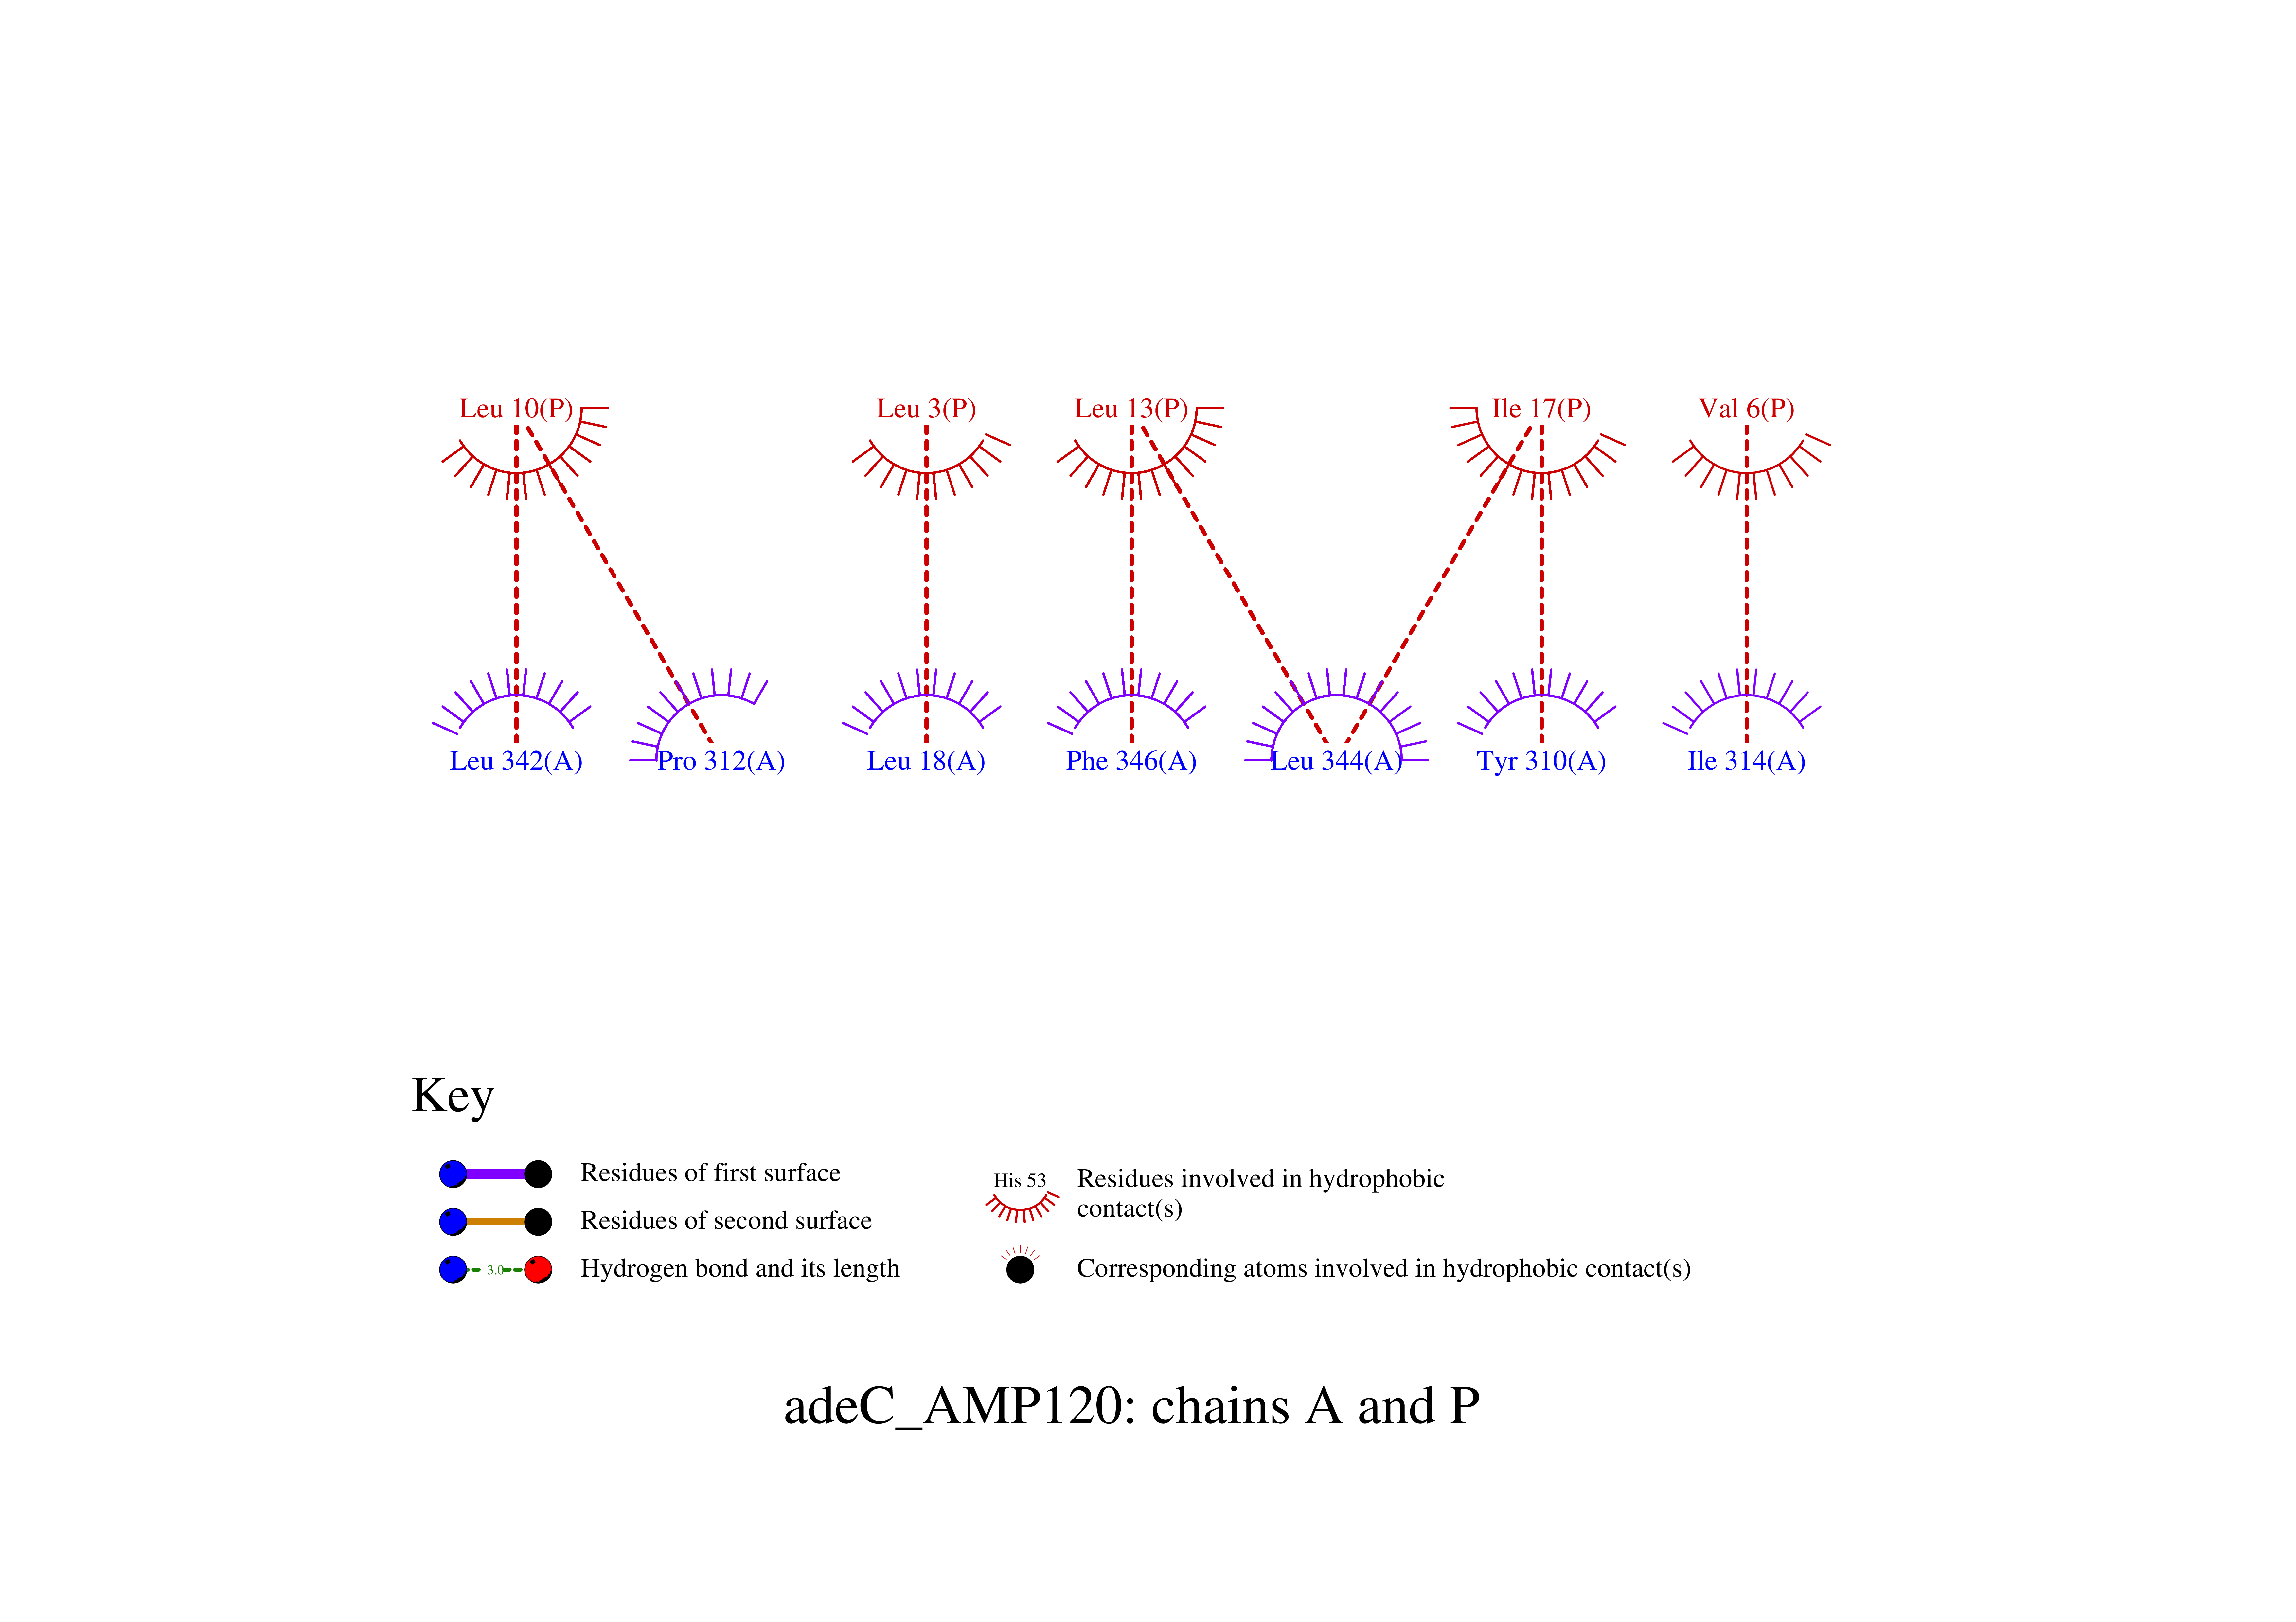 Leu 10(P) Leu 3(P) Leu 13(P) Ile 17(P) Val 6(P)
Leu 342(A) Pro 312(A) Leu 18(A) Phe 346(A) Leu 344(A) Tyr 310(A) Ile 314(A)
Key
Residues of first surface
Residues of second surface
3.0 Hydrogen bond and its length
His 53 Residues involved in hydrophobic
contact(s)
Corresponding atoms involved in hydrophobic contact(s)
adeC_AMP120: chains A and P